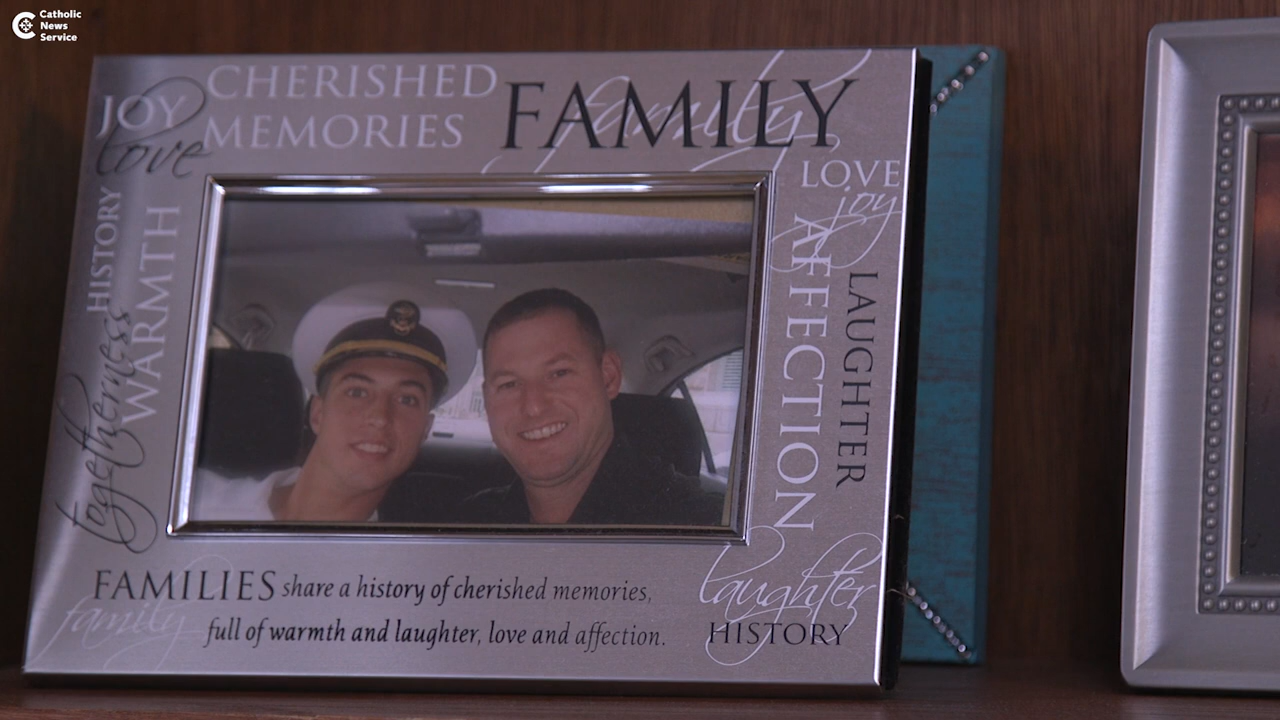 Catholic
News
Service
JOY
love
CHERISHED
MEMORIES
FAMILY
family
LOVE
joy
HISTORY
WARMTH
togetherness
AFFECTION
LAUGHTER
FAMILIES share a history of cherished memories,
full of warmth and laughter, love and affection.
family
laughter
HISTORY